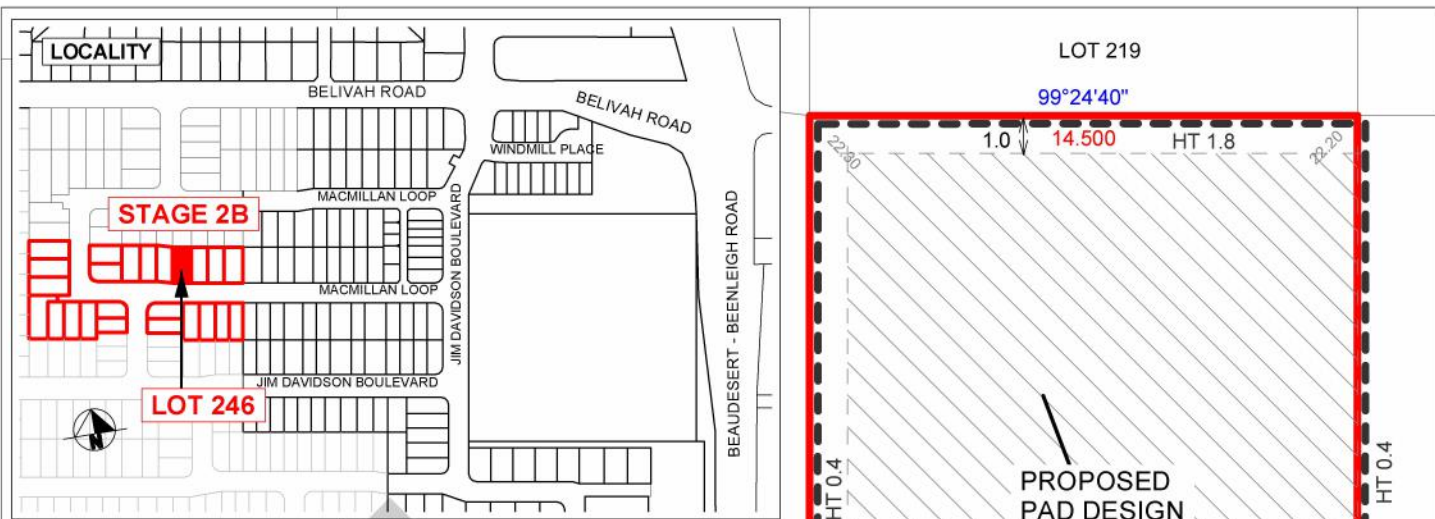 LOCALITY
BELIVAH ROAD
BELIVAH ROAD
WINDMILL PLACE
MACMILLAN LOOP
STAGE 2B
JIM DAVIDSON BOULEVARD
BEAUDESERT - BEENLEIGH ROAD
MACMILLAN LOOP
JIM DAVIDSON BOULEVARD
LOT 246
N
LOT 219
99°24'40"
1.0 14.500 HT 1.8
22.20
HT 0.4
HT 0.4
PROPOSED
PAD DESIGN